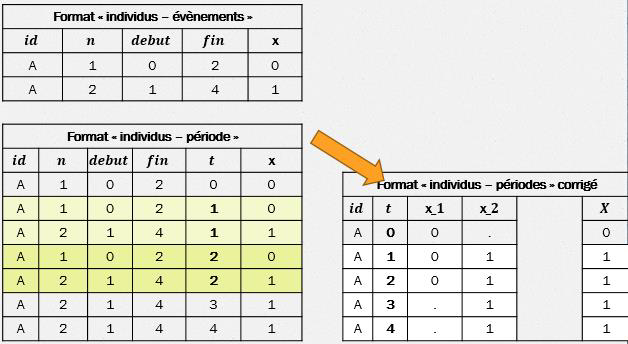 Format « individus – évènements »
id n debut fin x
A 1 0 2 0
A 2 1 4 1
Format « individus – période »
id n debut fin t x
A 1 0 2 0 0
A 1 0 2 1 0
A 2 1 4 1 1
A 1 0 2 2 0
A 2 1 4 2 1
A 2 1 4 3 1
A 2 1 4 4 1
Format « individus – périodes » corrigé
id t x_1 x_2 X
A 0 0 . 0
A 1 0 1 1
A 2 0 1 1
A 3 . 1 1
A 4 . 1 1